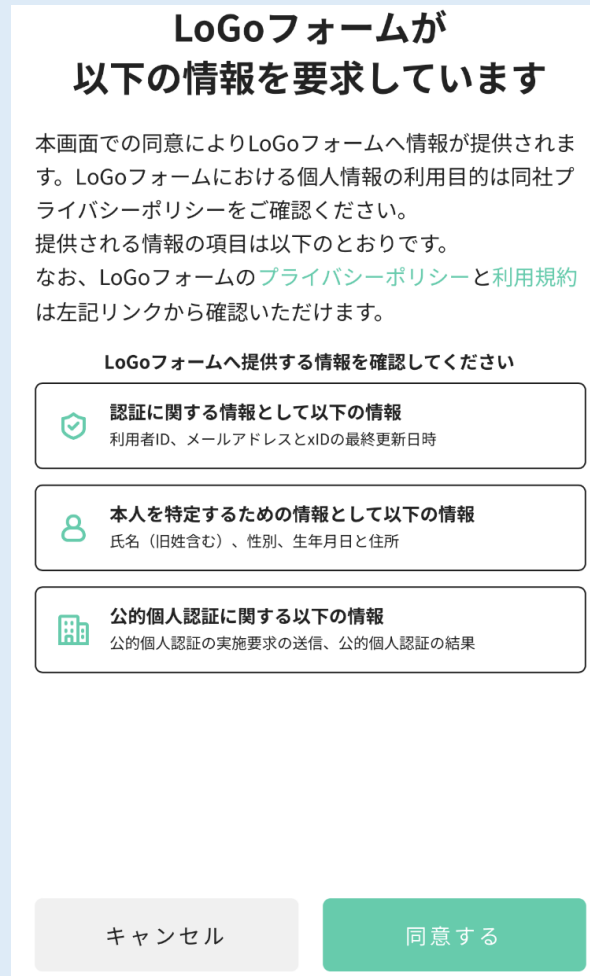 LoGoフォームが
以下の情報を要求しています
本画面での同意によりLoGoフォームへ情報が提供されま
す。LoGoフォームにおける個人情報の利用目的は同社プ
ライバシーポリシーをご確認ください。
提供される情報の項目は以下のとおりです。
なお、LoGoフォームのプライバシーポリシーと利用規約
は左記リンクから確認いただけます。
LoGoフォームへ提供する情報を確認してください
認証に関する情報として以下の情報
利用者ID、メールアドレスとxIDの最終更新日時
本人を特定するための情報として以下の情報
氏名（旧姓含む）、性別、生年月日と住所
公的個人認証に関する以下の情報
公的個人認証の実施要求の送信、公的個人認証の結果
キャンセル
同意する